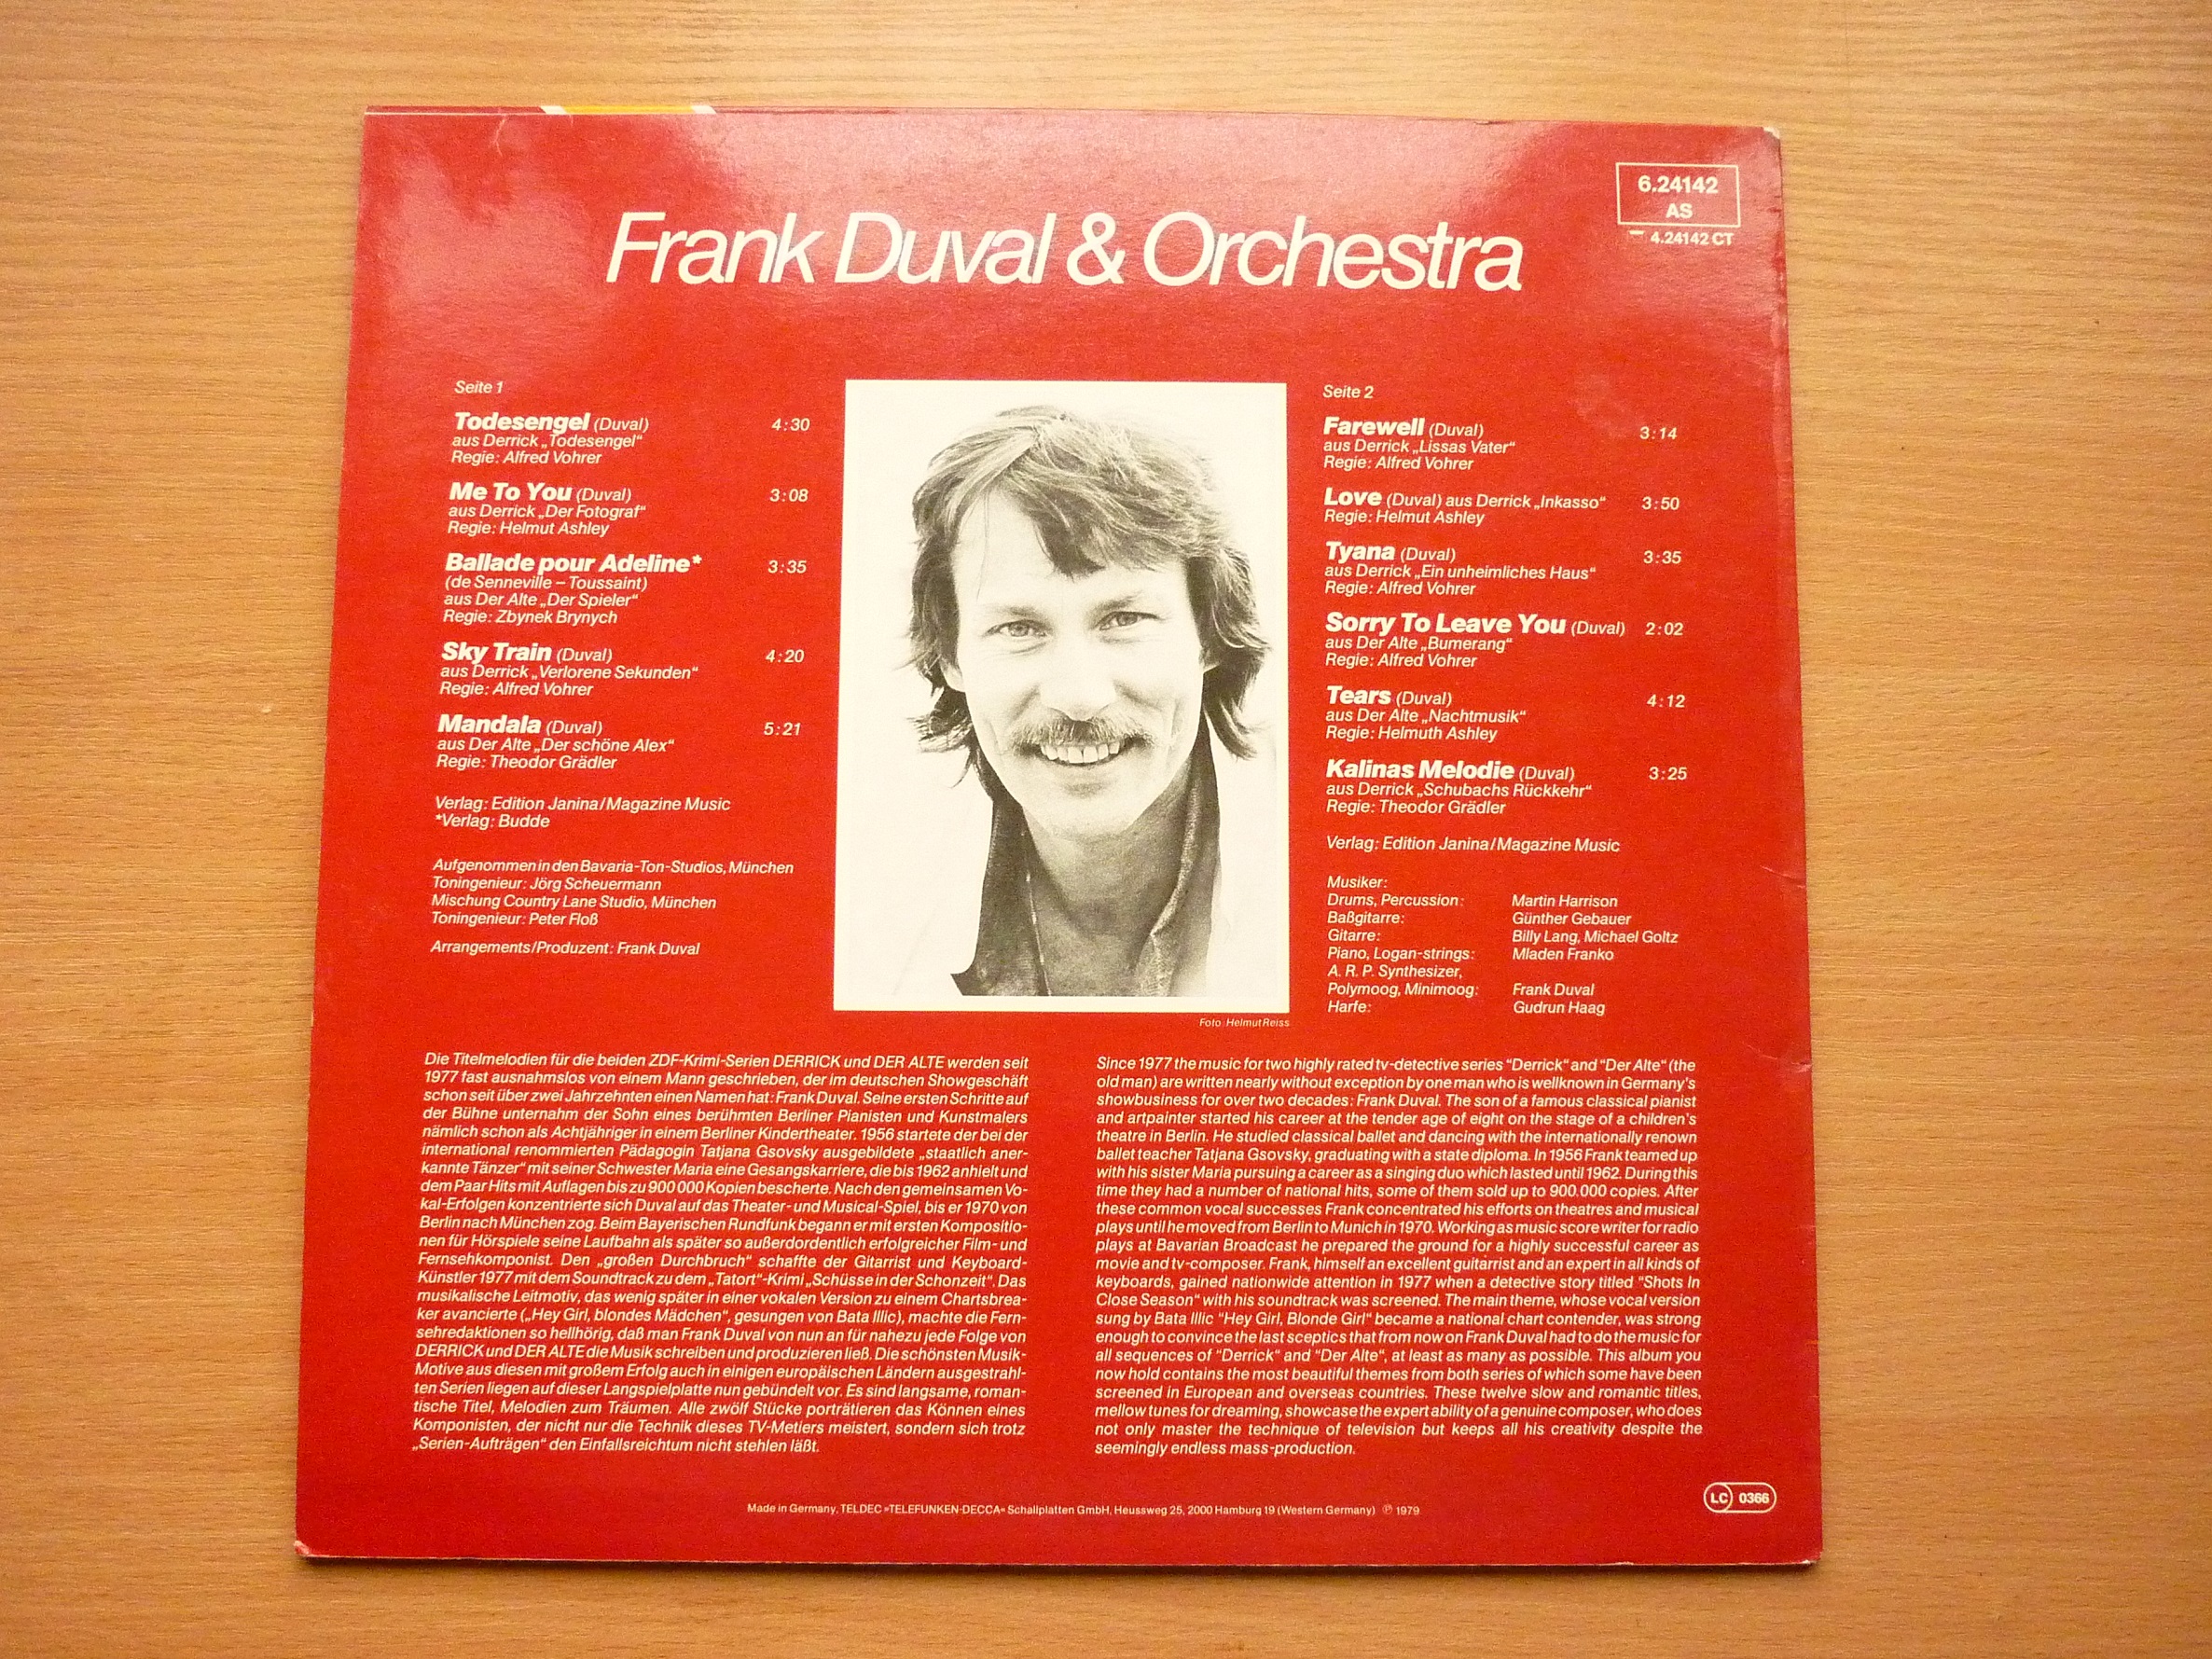 6.24142
AS
4.24142 CT
Frank Duval & Orchestra
Seite 1
Todesengel (Duval) 4:30
aus Derrick „Todesengel“
Regie: Alfred Vohrer
Me To You (Duval) 3:08
aus Derrick „Der Fotograf“
Regie: Helmut Ashley
Ballade pour Adeline* 3:35
(de Senneville – Toussaint)
aus Der Alte „Der Spieler“
Regie: Zbynek Brynych
Sky Train (Duval) 4:20
aus Derrick „Verlorene Sekunden“
Regie: Alfred Vohrer
Mandala (Duval) 5:21
aus Der Alte „Der schöne Alex“
Regie: Theodor Grädler
Verlag: Edition Janina/Magazine Music
*Verlag: Budde
Aufgenommen in den Bavaria-Ton-Studios, München
Toningenieur: Jörg Scheuermann
Mischung Country Lane Studio, München
Toningenieur: Peter Floß
Arrangements/Produzent: Frank Duval
Foto: Helmut Reiss
Seite 2
Farewell (Duval) 3:14
aus Derrick „Lissas Vater“
Regie: Alfred Vohrer
Love (Duval) aus Derrick „Inkasso“ 3:50
Regie: Helmut Ashley
Tyana (Duval) 3:35
aus Derrick „Ein unheimliches Haus“
Regie: Alfred Vohrer
Sorry To Leave You (Duval) 2:02
aus Der Alte „Bumerang“
Regie: Alfred Vohrer
Tears (Duval) 4:12
aus Der Alte „Nachtmusik“
Regie: Helmuth Ashley
Kalinas Melodie (Duval) 3:25
aus Derrick „Schubachs Rückkehr“
Regie: Theodor Grädler
Verlag: Edition Janina/Magazine Music
Musiker:
Drums, Percussion: Martin Harrison
Baßgitarre: Günther Gebauer
Gitarre: Billy Lang, Michael Goltz
Piano, Logan-strings: Mladen Franko
A. R. P. Synthesizer,
Polymoog, Minimoog: Frank Duval
Harfe: Gudrun Haag
Die Titelmelodien für die beiden ZDF-Krimi-Serien DERRICK und DER ALTE werden seit
1977 fast ausnahmslos von einem Mann geschrieben, der im deutschen Showgeschäft
schon seit über zwei Jahrzehnten einen Namen hat: Frank Duval. Seine ersten Schritte auf
der Bühne unternahm der Sohn eines berühmten Berliner Pianisten und Kunstmalers
nämlich schon als Achtjähriger in einem Berliner Kindertheater. 1956 startete der bei der
international renommierten Pädagogin Tatjana Gsovsky ausgebildete „staatlich aner-
kannte Tänzer“ mit seiner Schwester Maria eine Gesangskarriere, die bis 1962 anhielt und
dem Paar Hits mit Auflagen bis zu 900 000 Kopien bescherte. Nach den gemeinsamen Vo-
kal-Erfolgen konzentrierte sich Duval auf das Theater- und Musical-Spiel, bis er 1970 von
Berlin nach München zog. Beim Bayerischen Rundfunk begann er mit ersten Kompositio-
nen für Hörspiele seine Laufbahn als später so außerdordentlich erfolgreicher Film- und
Fernsehkomponist. Den „großen Durchbruch“ schaffte der Gitarrist und Keyboard-
Künstler 1977 mit dem Soundtrack zu dem „Tatort“-Krimi „Schüsse in der Schonzeit“. Das
musikalische Leitmotiv, das wenig später in einer vokalen Version zu einem Chartsbrea-
ker avancierte („Hey Girl, blondes Mädchen“, gesungen von Bata Illic), machte die Fern-
sehredaktionen so hellhörig, daß man Frank Duval von nun an für nahezu jede Folge von
DERRICK und DER ALTE die Musik schreiben und produzieren ließ. Die schönsten Musik-
Motive aus diesen mit großem Erfolg auch in einigen europäischen Ländern ausgestrahl-
ten Serien liegen auf dieser Langspielplatte nun gebündelt vor. Es sind langsame, roman-
tische Titel, Melodien zum Träumen. Alle zwölf Stücke porträtieren das Können eines
Komponisten, der nicht nur die Technik dieses TV-Metiers meistert, sondern sich trotz
„Serien-Aufträgen“ den Einfallsreichtum nicht stehlen läßt.
Since 1977 the music for two highly rated tv-detective series "Derrick“ and "Der Alte“ (the
old man) are written nearly without exception by one man who is wellknown in Germany's
showbusiness for over two decades: Frank Duval. The son of a famous classical pianist
and artpainter started his career at the tender age of eight on the stage of a children's
theatre in Berlin. He studied classical ballet and dancing with the internationally renown
ballet teacher Tatjana Gsovsky, graduating with a state diploma. In 1956 Frank teamed up
with his sister Maria pursuing a career as a singing duo which lasted until 1962. During this
time they had a number of national hits, some of them sold up to 900.000 copies. After
these common vocal successes Frank concentrated his efforts on theatres and musical
plays until he moved from Berlin to Munich in 1970. Working as music score writer for radio
plays at Bavarian Broadcast he prepared the ground for a highly successful career as
movie and tv-composer. Frank, himself an excellent guitarrist and an expert in all kinds of
keyboards, gained nationwide attention in 1977 when a detective story titled "Shots In
Close Season“ with his soundtrack was screened. The main theme, whose vocal version
sung by Bata Illic "Hey Girl, Blonde Girl“ became a national chart contender, was strong
enough to convince the last sceptics that from now on Frank Duval had to do the music for
all sequences of "Derrick“ and "Der Alte“, at least as many as possible. This album you
now hold contains the most beautiful themes from both series of which some have been
screened in European and overseas countries. These twelve slow and romantic titles,
mellow tunes for dreaming, showcase the expert ability of a genuine composer, who does
not only master the technique of television but keeps all his creativity despite the
seemingly endless mass-production.
Made in Germany, TELDEC »TELEFUNKEN-DECCA« Schallplatten GmbH, Heussweg 25, 2000 Hamburg 19 (Western Germany) ℗ 1979
LC 0366